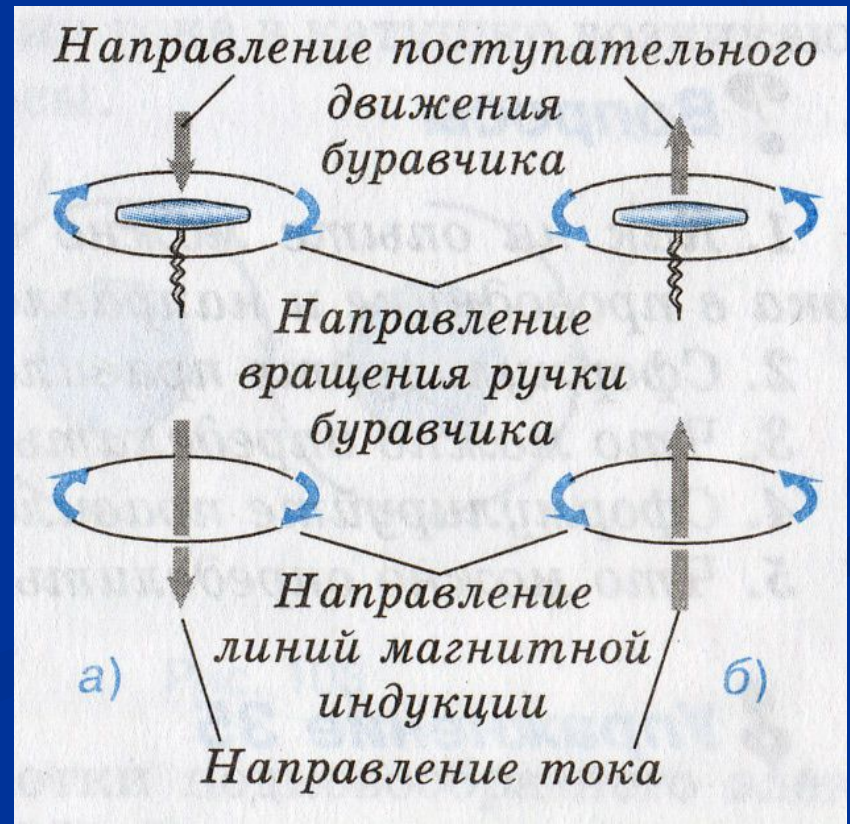 Направление поступательного
движения
буравчика
Направление
вращения ручки
буравчика
Направление
линий магнитной
индукции
а)
б)
Направление тока